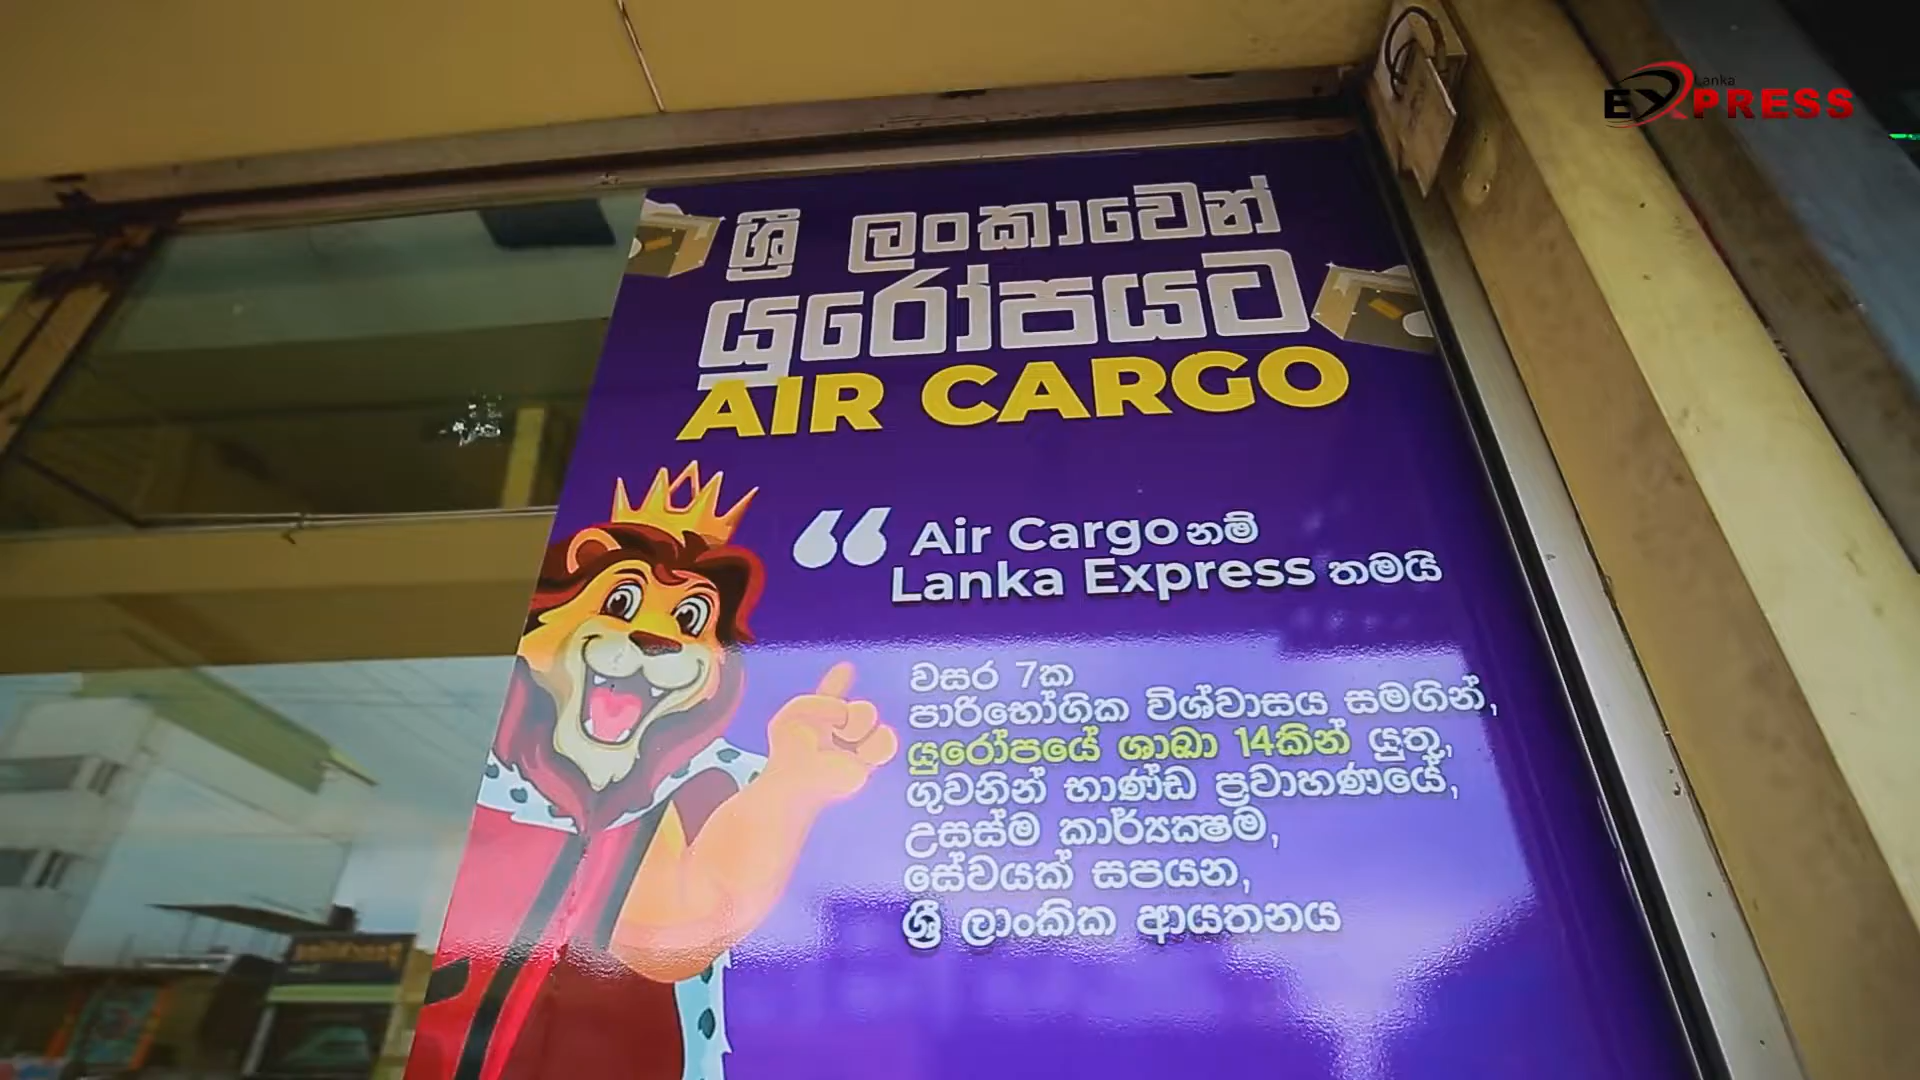 Lanka
EXPRESS
ශ්‍රී ලංකාවෙන්
යුරෝපයට
AIR CARGO
“ Air Cargo නම්
Lanka Express තමයි
වසර 7ක
පාරිභෝගික විශ්වාසය සමගින්,
යුරෝපයේ ශාඛා 14කින් යුතු,
ගුවනින් භාණ්ඩ ප්‍රවාහණයේ,
උසස්ම කාර්යක්ෂම,
සේවයක් සපයන,
ශ්‍රී ලාංකික ආයතනය